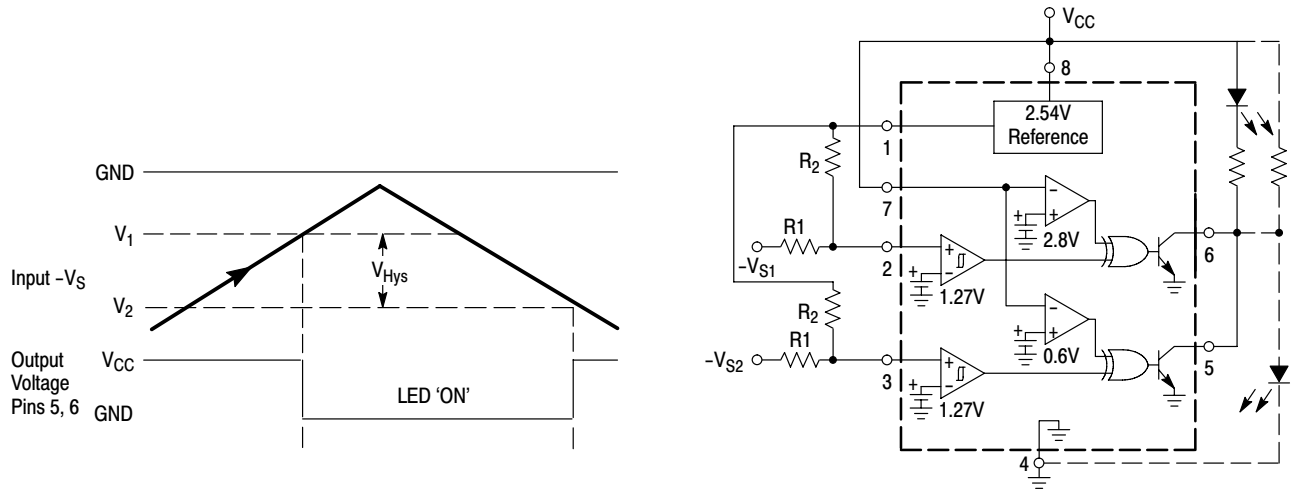 GND
V1
Input –VS
VHys
V2
Output
Voltage
Pins 5, 6
VCC
GND
LED ‘ON’
VCC
8
2.54V
Reference
1
R2
7
R1
–VS1
2
+
–
1.27V
–
+
2.8V
6
R2
R1
–VS2
3
+
–
1.27V
–
+
0.6V
5
4